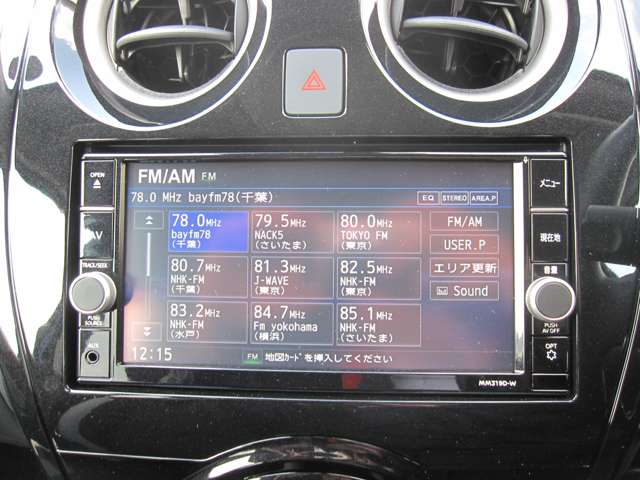 OPEN
FM/AM FM
メニュー
78.0 MHz bayfm78(千葉)
EQ STEREO AREA.P
78.0MHz
bayfm78
(千葉)
79.5MHz
NACK5
(さいたま)
80.0MHz
TOKYO FM
(東京)
FM/AM
AV
USER.P
現在地
80.7MHz
NHK-FM
(千葉)
81.3MHz
J-WAVE
(東京)
82.5MHz
NHK-FM
(東京)
エリア更新
TRACK/SEEK
音量
Sound
83.2MHz
NHK-FM
(水戸)
84.7MHz
Fm yokohama
(横浜)
85.1MHz
NHK-FM
(さいたま)
PUSH
SOURCE
PUSH
AV OFF
AUX
OPT
12:15
FM 地図ｶｰﾄﾞを挿入してください
MM319D-W